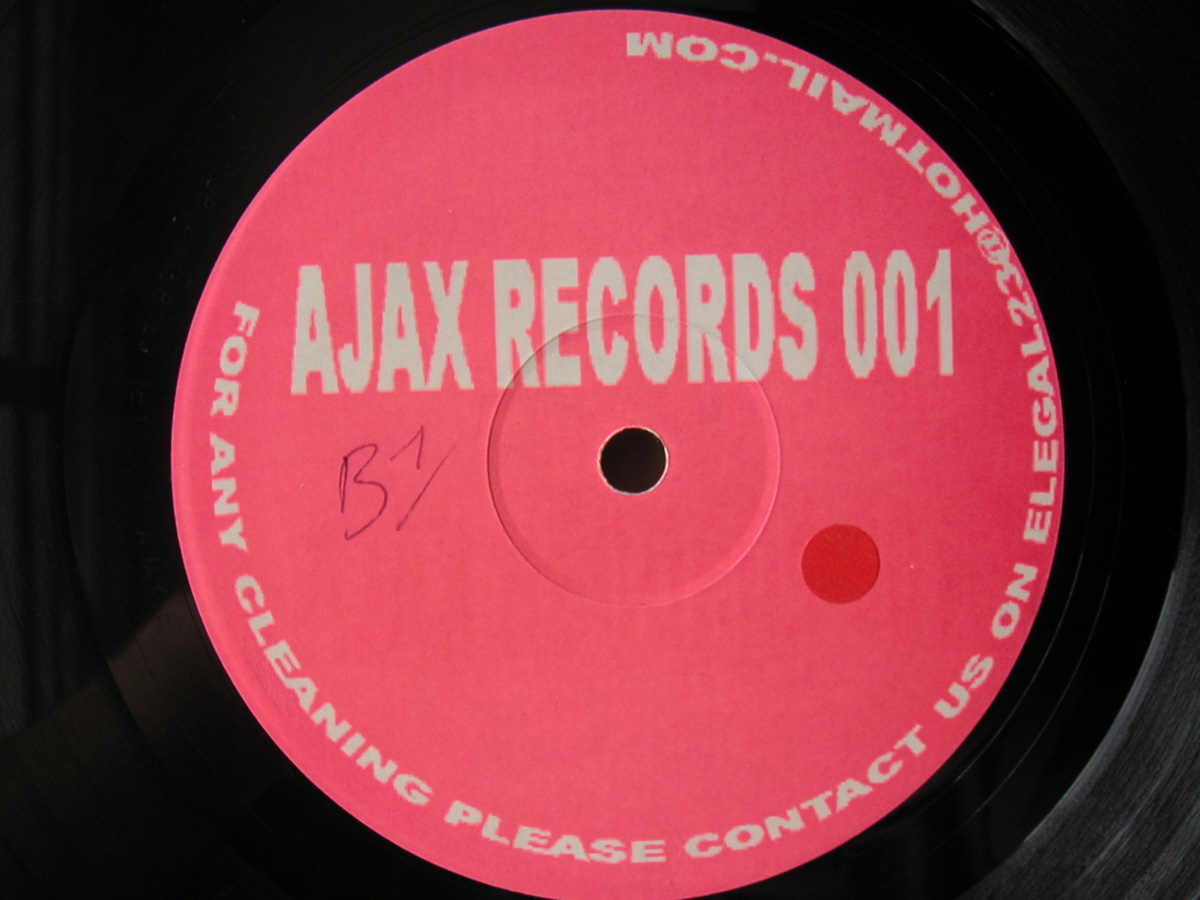 AJAX RECORDS 001
B1
FOR ANY CLEANING PLEASE CONTACT US ON ELEGAL23@HOTMAIL.COM